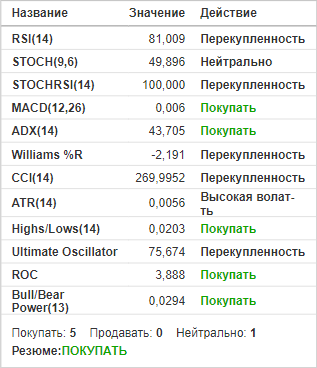 Название Значение Действие
RSI(14) 81,009 Перекупленность
STOCH(9,6) 49,896 Нейтрально
STOCHRSI(14) 100,000 Перекупленность
MACD(12,26) 0,006 Покупать
ADX(14) 43,705 Покупать
Williams %R -2,191 Перекупленность
CCI(14) 269,9952 Перекупленность
ATR(14) 0,0056 Высокая волат-
ть
Highs/Lows(14) 0,0203 Покупать
Ultimate Oscillator 75,674 Перекупленность
ROC 3,888 Покупать
Bull/Bear
Power(13) 0,0294 Покупать
Покупать: 5 Продавать: 0 Нейтрально: 1
Резюме:ПОКУПАТЬ